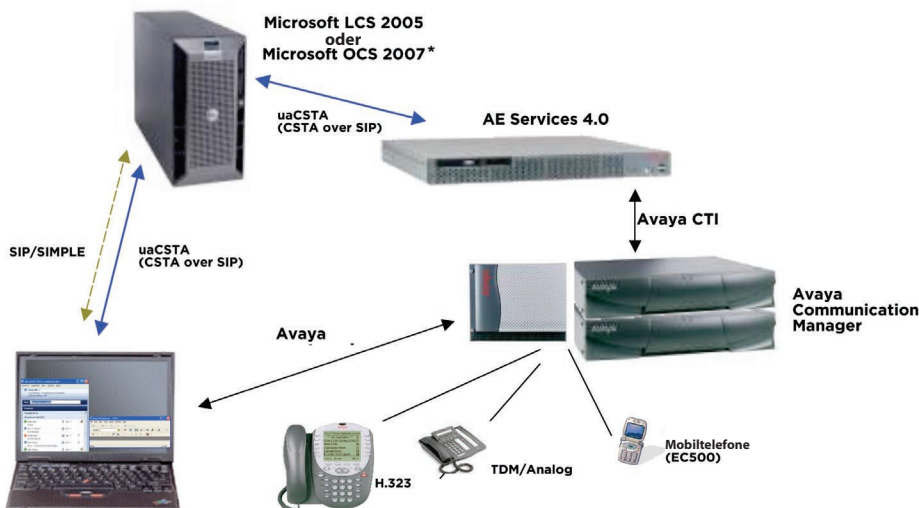 Microsoft LCS 2005
oder
Microsoft OCS 2007*
uaCSTA
(CSTA over SIP)
AE Services 4.0
Avaya CTI
SIP/SIMPLE
uaCSTA
(CSTA over SIP)
Avaya
Communication
Manager
Avaya
H.323
TDM/Analog
Mobiltelefone
(EC500)